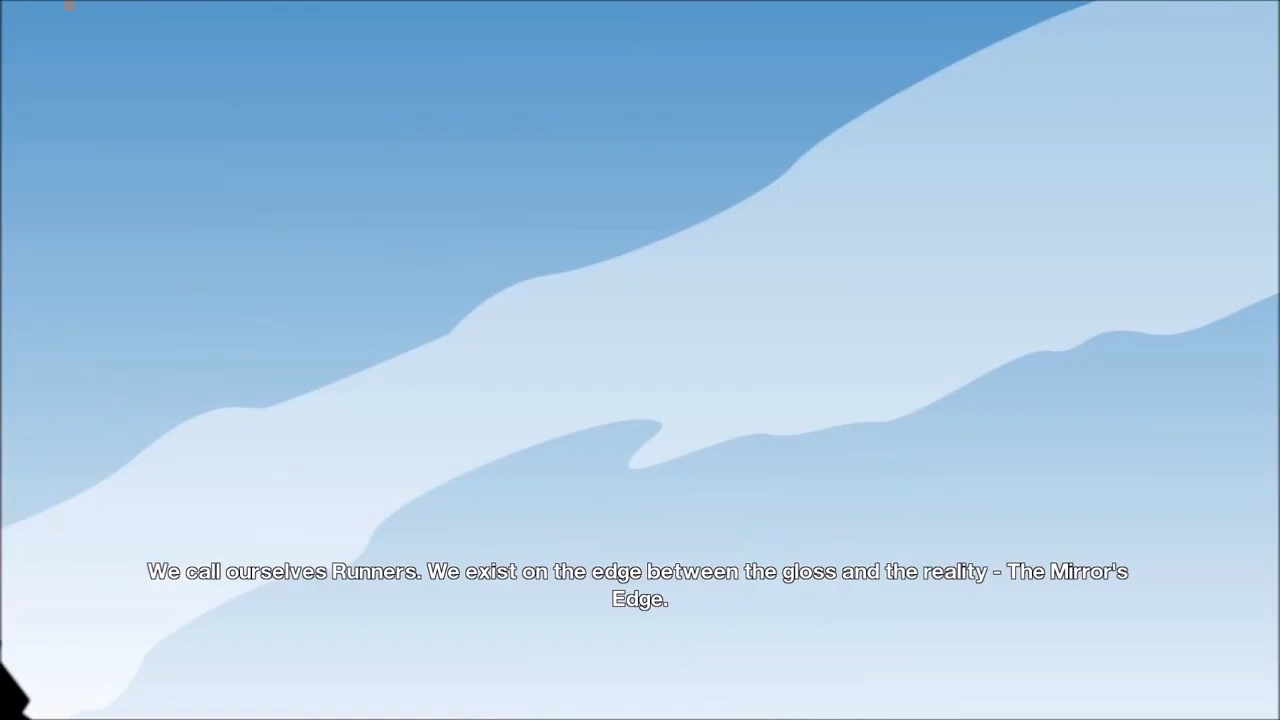 We call ourselves Runners. We exist on the edge between the gloss and the reality - The Mirror's
Edge.